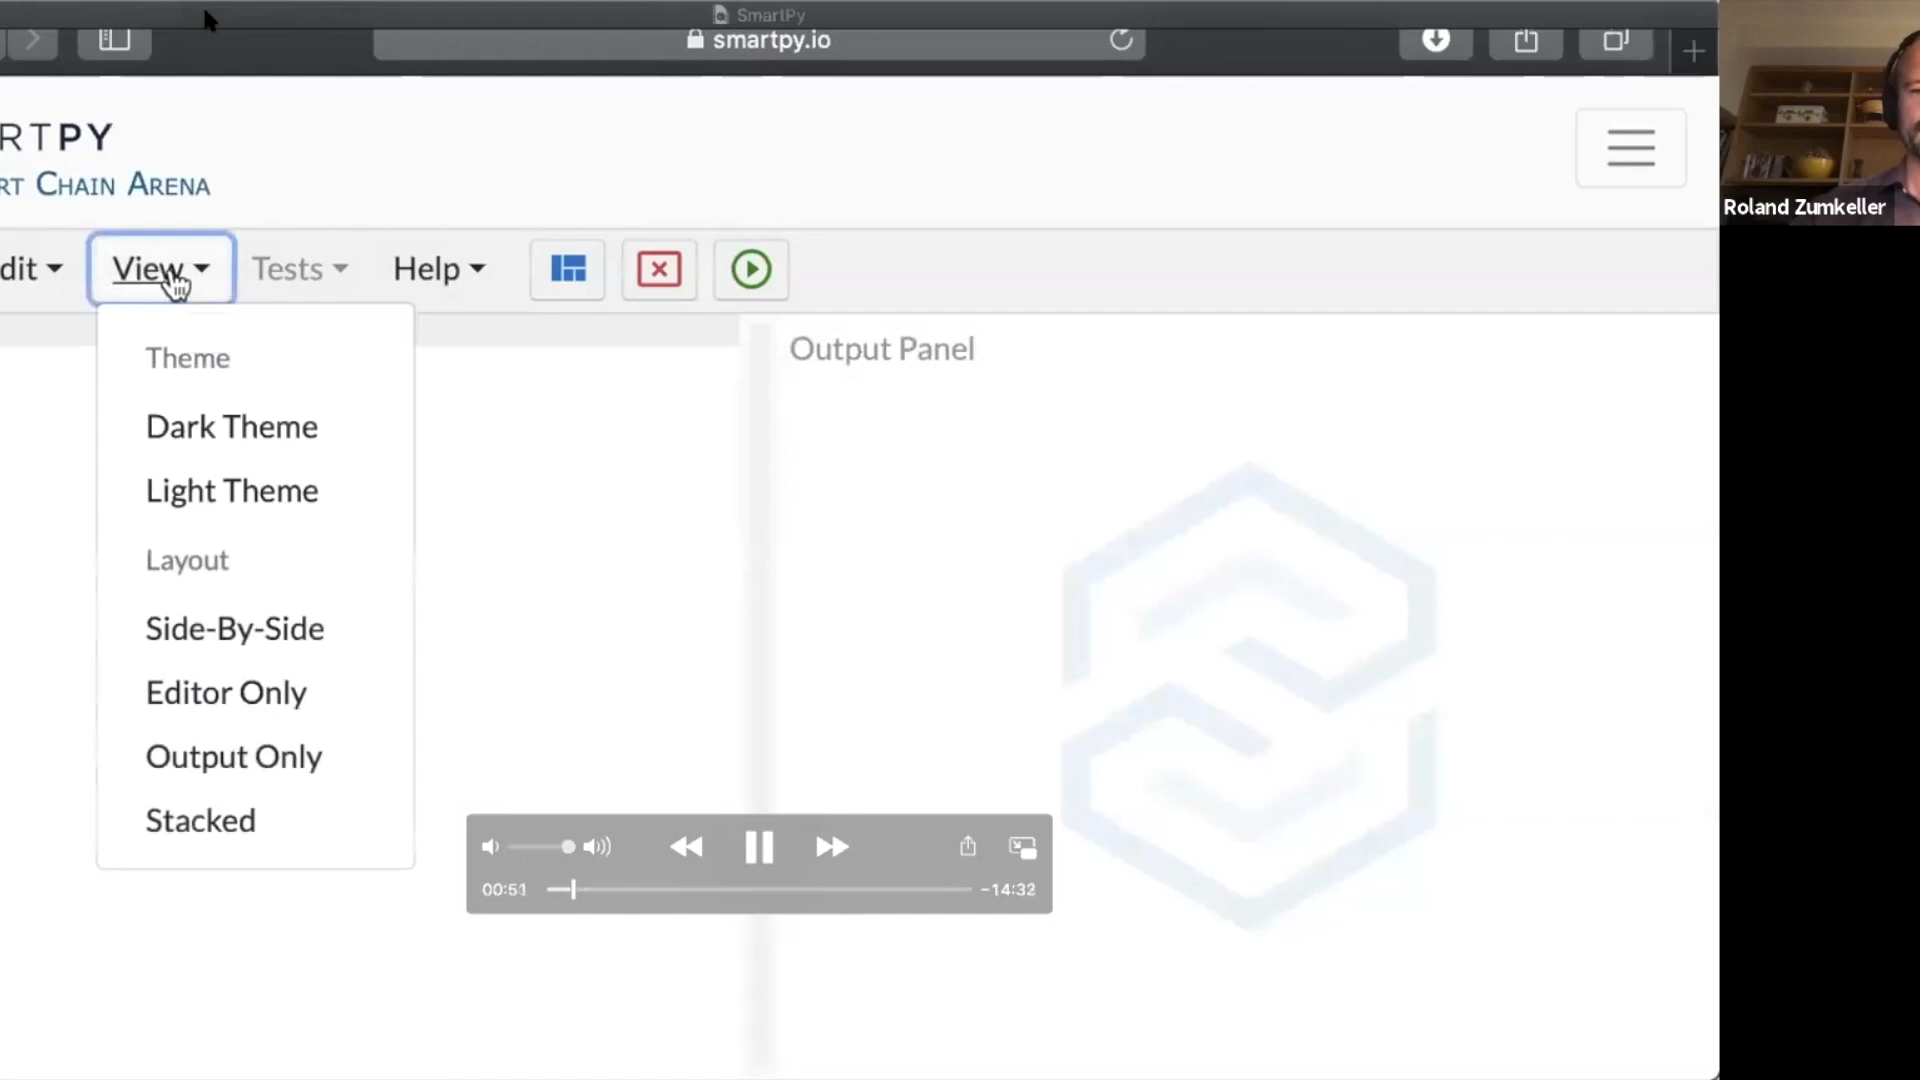 SmartPy
smartpy.io
RTPY
RT CHAIN ARENA
Roland Zumkeller
dit
View
Tests
Help
Output Panel
Theme
Dark Theme
Light Theme
Layout
Side-By-Side
Editor Only
Output Only
Stacked
00:51
-14:32